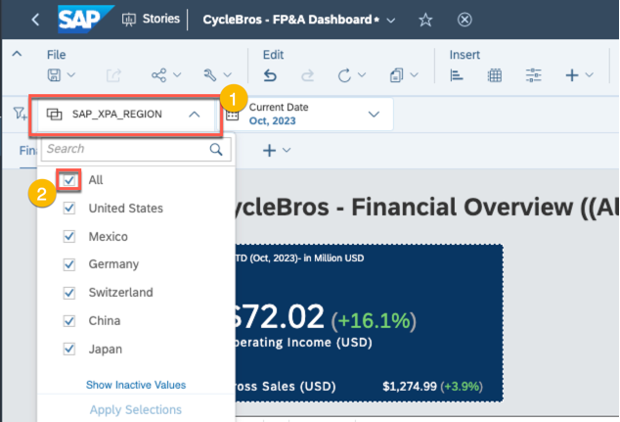 SAP Stories CycleBros - FP&A Dashboard*
File Edit Insert
SAP_XPA_REGION
1
Current Date
Oct, 2023
Search
2
All
United States
Mexico
Germany
Switzerland
China
Japan
Show Inactive Values
Apply Selections
ycleBros - Financial Overview ((Al
TD (Oct, 2023)- in Million USD
$72.02 (+16.1%)
perating Income (USD)
ross Sales (USD) $1,274.99 (+3.9%)